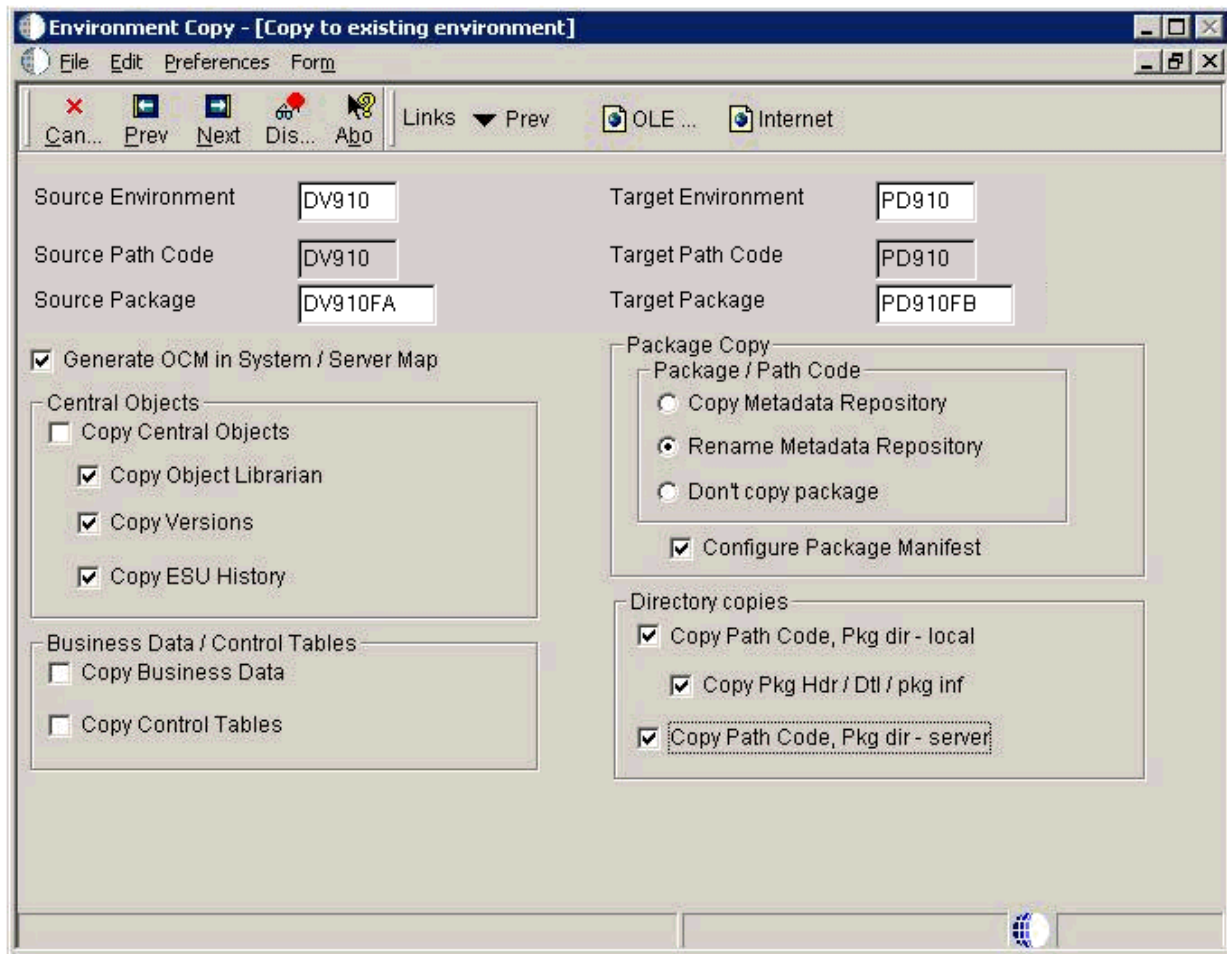 Environment Copy - [Copy to existing environment]
File Edit Preferences Form
Can... Prev Next Dis... Abo Links Prev OLE ... Internet
Source Environment DV910 Target Environment PD910
Source Path Code DV910 Target Path Code PD910
Source Package DV910FA Target Package PD910FB
Generate OCM in System / Server Map
Central Objects
Copy Central Objects
Copy Object Librarian
Copy Versions
Copy ESU History
Business Data / Control Tables
Copy Business Data
Copy Control Tables
Package Copy
Package / Path Code
Copy Metadata Repository
Rename Metadata Repository
Don't copy package
Configure Package Manifest
Directory copies
Copy Path Code, Pkg dir - local
Copy Pkg Hdr / Dtl / pkg inf
Copy Path Code, Pkg dir - server